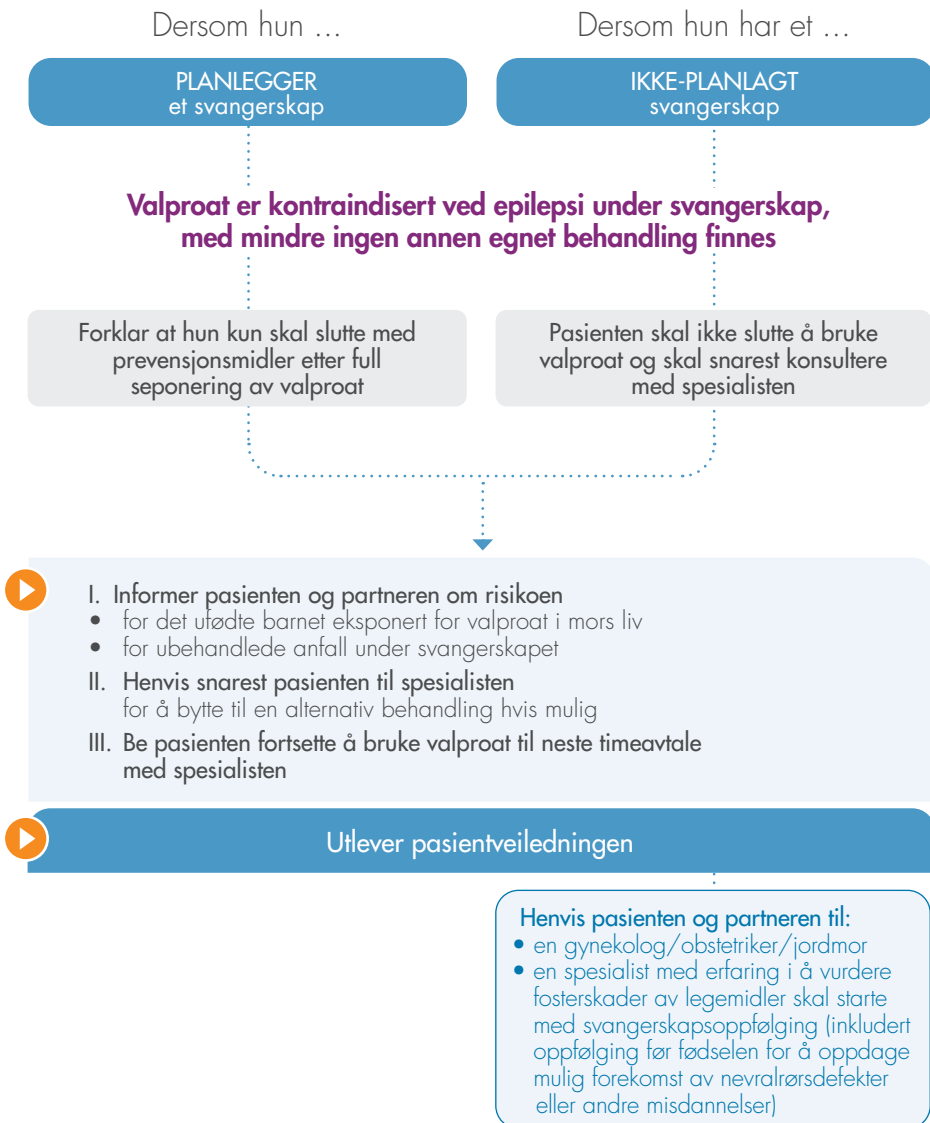 Dersom hun ...
Dersom hun har et ...
PLANLEGGER
et svangerskap
IKKE-PLANLAGT
svangerskap
Valproat er kontraindisert ved epilepsi under svangerskap,
med mindre ingen annen egnet behandling finnes
Forklar at hun kun skal slutte med
prevensjonsmidler etter full
seponering av valproat
Pasienten skal ikke slutte å bruke
valproat og skal snarest konsultere
med spesialisten
I. Informer pasienten og partneren om risikoen
• for det ufødte barnet eksponert for valproat i mors liv
• for ubehandlede anfall under svangerskapet
II. Henvis snarest pasienten til spesialisten
for å bytte til en alternativ behandling hvis mulig
III. Be pasienten fortsette å bruke valproat til neste timeavtale
med spesialisten
Utlever pasientveiledningen
Henvis pasienten og partneren til:
• en gynekolog/obstetriker/jordmor
• en spesialist med erfaring i å vurdere
fosterskader av legemidler skal starte
med svangerskapsoppfølging (inkludert
oppfølging før fødselen for å oppdage
mulig forekomst av nevralrørsdefekter
eller andre misdannelser)